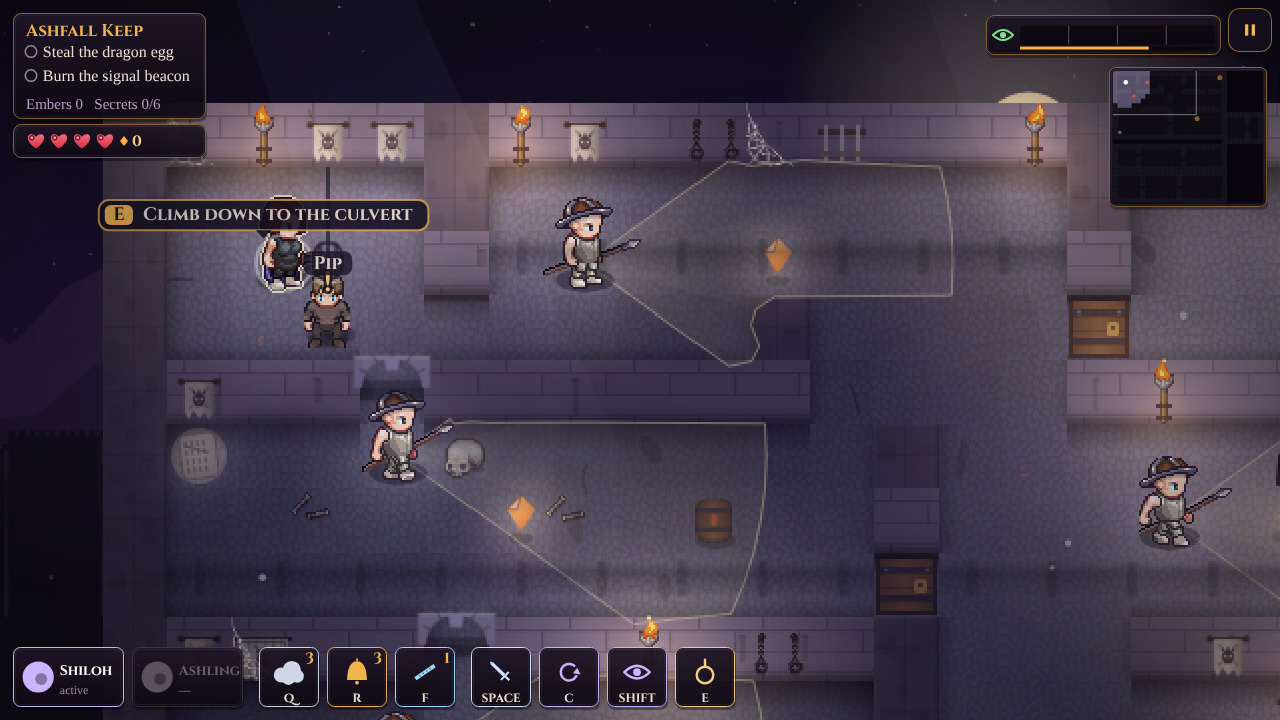 ASHFALL KEEP
Steal the dragon egg
Burn the signal beacon
Embers 0 Secrets 0/6
0
E CLIMB DOWN TO THE CULVERT
Pip
SHILOH
active
ASHLING
—
3
Q
3
R
1
F
SPACE
C
SHIFT
E